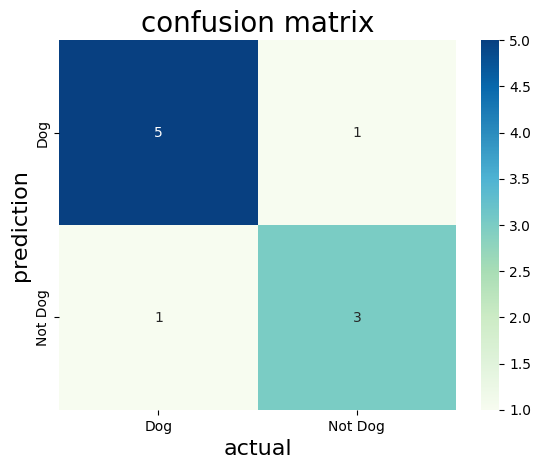 confusion matrix
Dog
Not Dog
prediction
5
1
1
3
Dog
Not Dog
actual
5.0
4.5
4.0
3.5
3.0
2.5
2.0
1.5
1.0